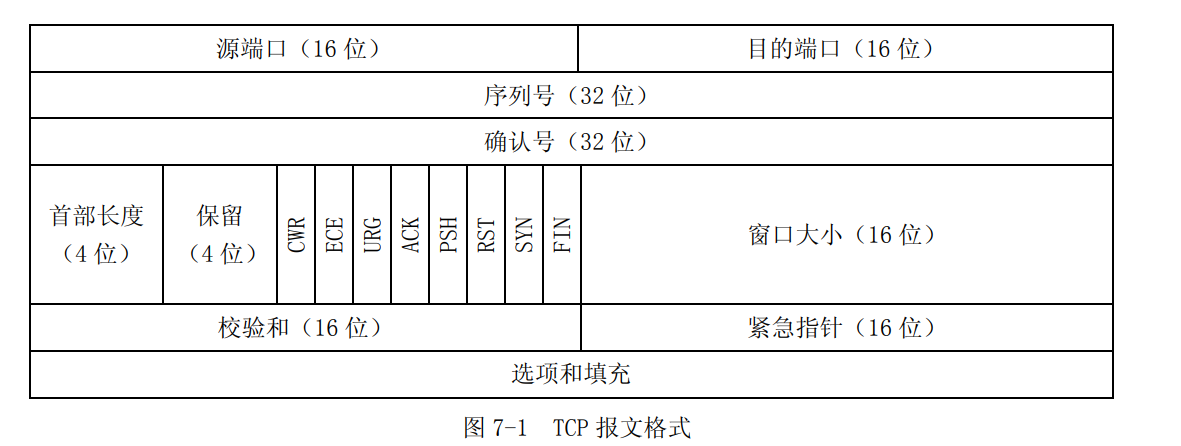 源端口（16 位）
目的端口（16 位）
序列号（32 位）
确认号（32 位）
首部长度
（4 位）
保留
（4 位）
CWR
ECE
URG
ACK
PSH
RST
SYN
FIN
窗口大小（16 位）
校验和（16 位）
紧急指针（16 位）
选项和填充
图 7-1 TCP 报文格式